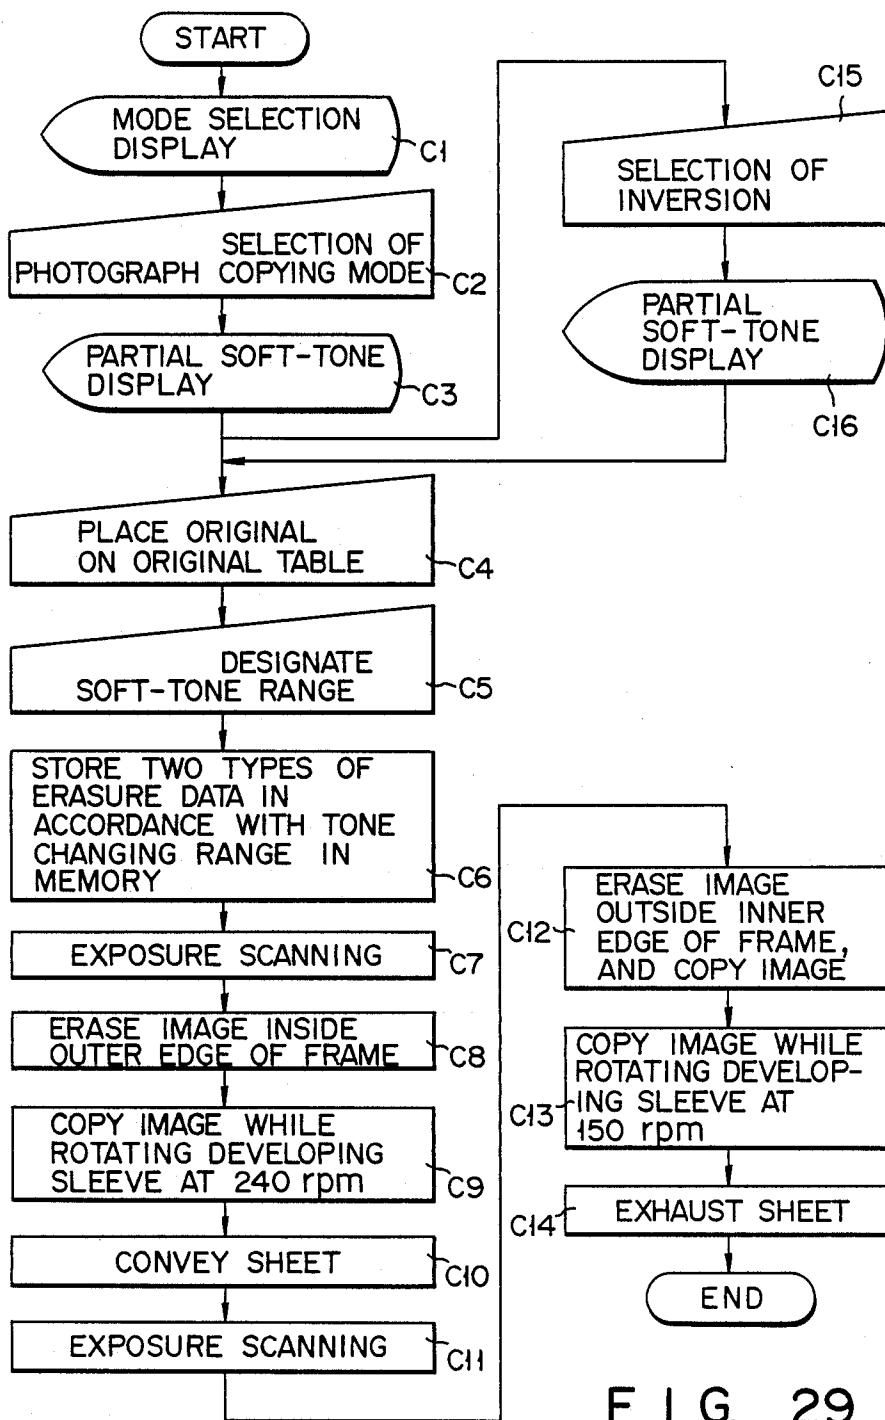 START
MODE SELECTION
DISPLAY
C1
SELECTION OF
PHOTOGRAPH COPYING MODE
C2
PARTIAL SOFT-TONE
DISPLAY
C3
C15
SELECTION OF
INVERSION
PARTIAL
SOFT-TONE
DISPLAY
C16
PLACE ORIGINAL
ON ORIGINAL TABLE
C4
DESIGNATE
SOFT-TONE RANGE
C5
STORE TWO TYPES OF
ERASURE DATA IN
ACCORDANCE WITH TONE
CHANGING RANGE IN
MEMORY
C6
EXPOSURE SCANNING
C7
ERASE IMAGE INSIDE
OUTER EDGE OF FRAME
C8
COPY IMAGE WHILE
ROTATING DEVELOPING
SLEEVE AT 240 rpm
C9
CONVEY SHEET
C10
EXPOSURE SCANNING
C11
ERASE IMAGE
OUTSIDE INNER
EDGE OF FRAME,
AND COPY IMAGE
C12
COPY IMAGE WHILE
ROTATING DEVELOP-
ING SLEEVE AT
150 rpm
C13
EXHAUST SHEET
C14
END
FIG. 29